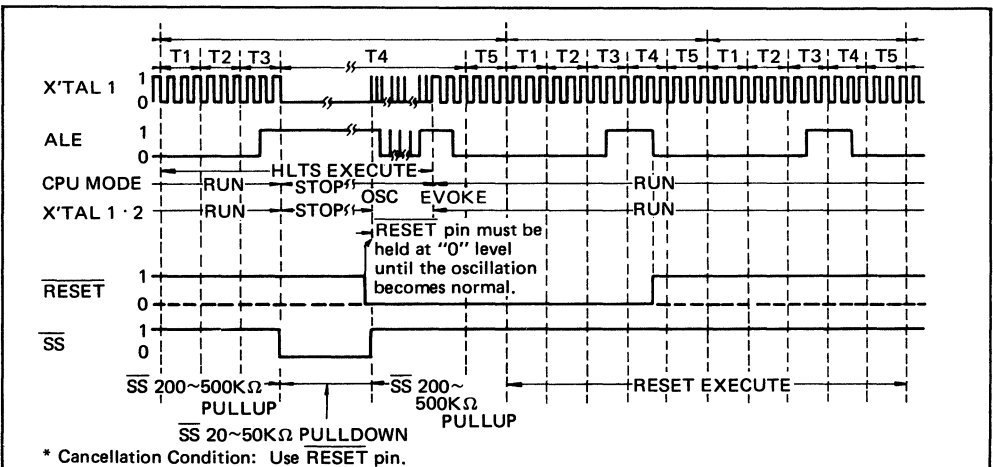 T1 T2 T3 T4 T5 T1 T2 T3 T4 T5 T1 T2 T3 T4 T5
X'TAL 1 1
0
ALE 1
0
HLTS EXECUTE
CPU MODE RUN STOP RUN
OSC EVOKE
X'TAL 1 · 2 RUN STOP RUN
RESET pin must be
held at "0" level
until the oscillation
becomes normal.
RESET 1
0
SS 1
0
SS 200~500KΩ
PULLUP
SS 200~
500KΩ
PULLUP
RESET EXECUTE
SS 20~50KΩ PULLDOWN
* Cancellation Condition: Use RESET pin.